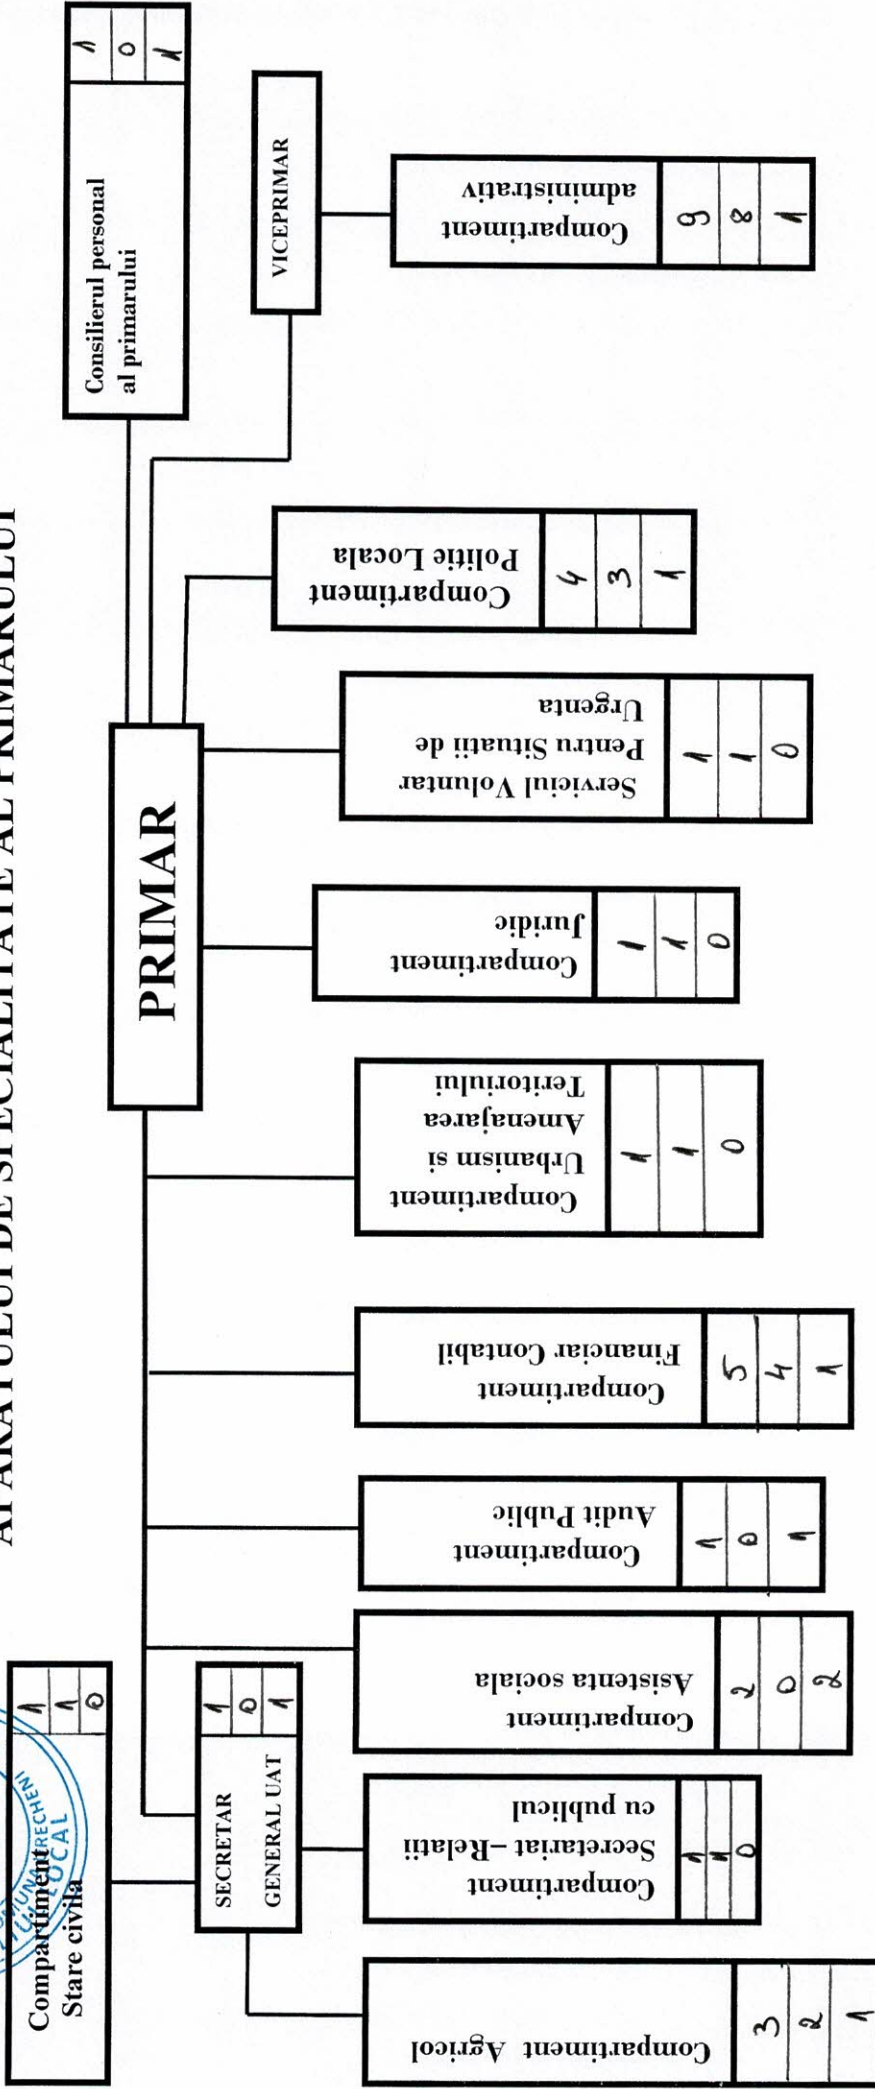 APARATULUI DE SPECIALITATE AL PRIMARULUI
Compartiment
Stare civila
1
1
0
COMUNA
RECHENI
LOCAL
PRIMAR
Consilierul personal
al primarului
1
0
1
VICEPRIMAR
SECRETAR
GENERAL UAT
1
0
1
Compartiment Agricol
3
2
1
Compartiment
Secretariat –Relatii
cu publicul
1
1
0
Compartiment
Asistenta sociala
2
0
2
Compartiment
Audit Public
1
0
1
Compartiment
Financiar Contabil
5
4
1
Compartiment
Urbanism si
Amenajarea
Teritoriului
1
1
0
Compartiment
Juridic
1
1
0
Serviciul Voluntar
Pentru Situatii de
Urgenta
1
1
0
Compartiment
Politie Locala
4
3
1
Compartiment
administrativ
9
8
1